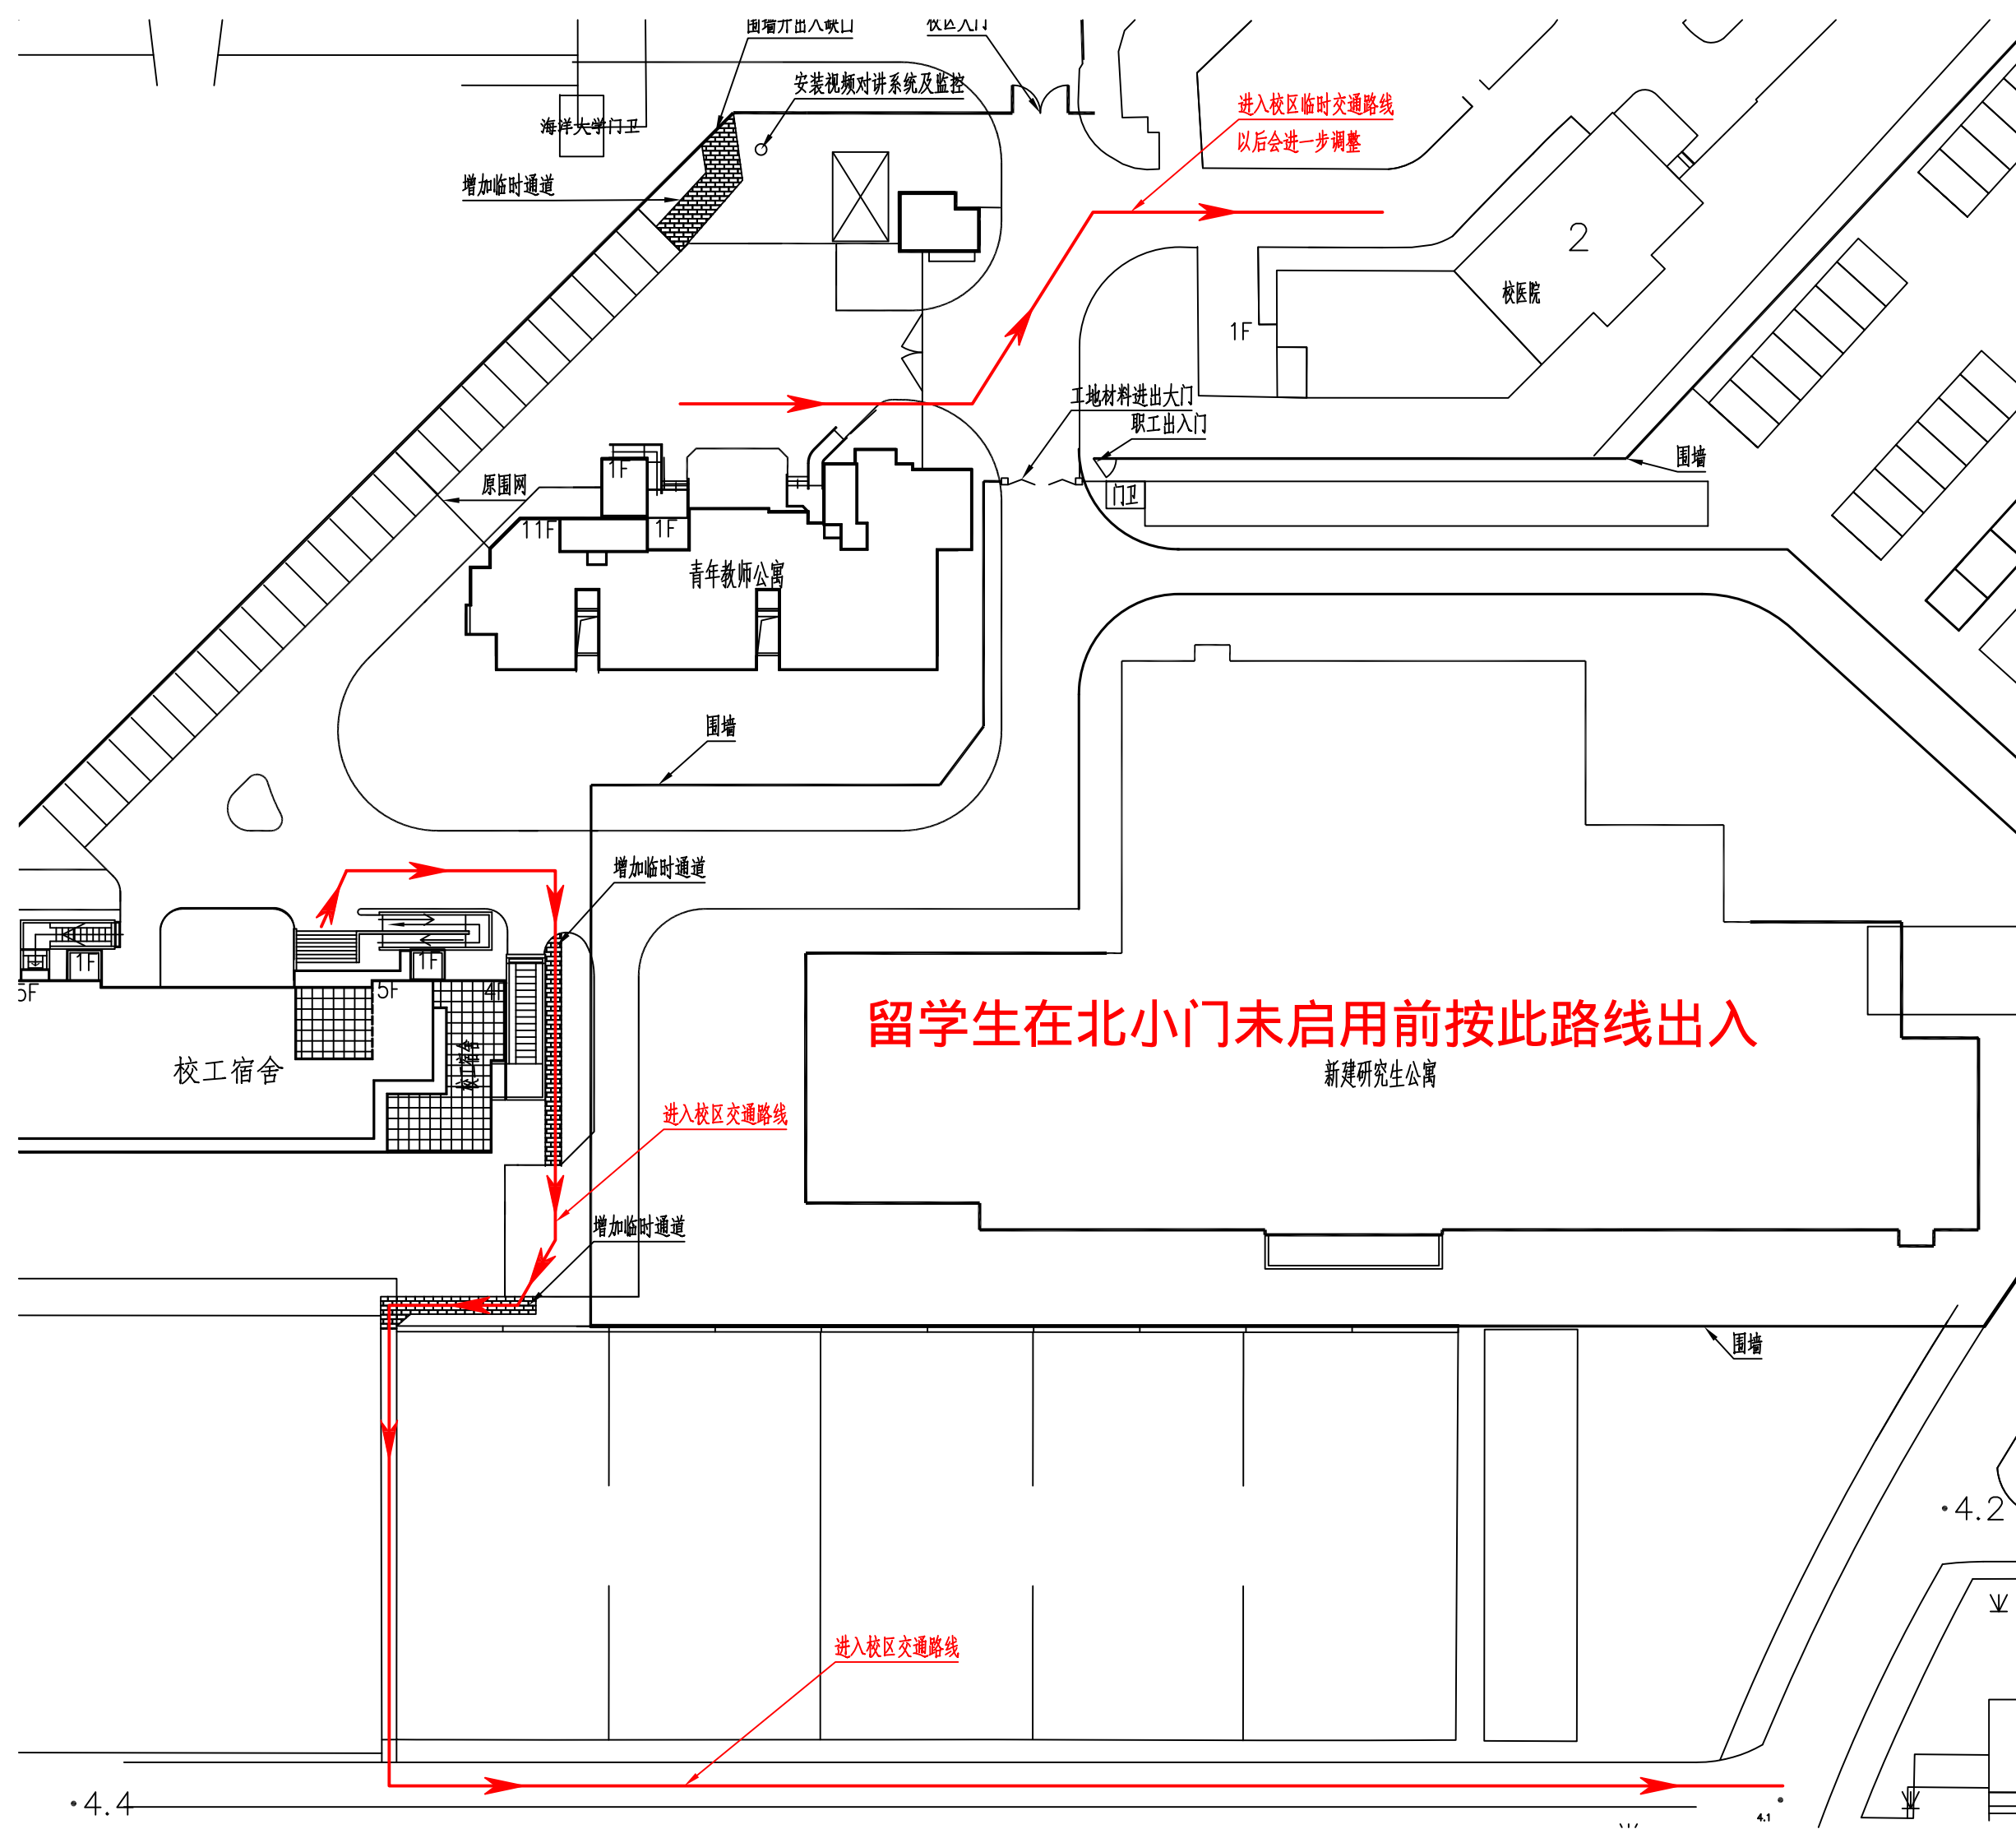 围墙开出入缺口
校区大门
安装视频对讲系统及监控
进入校区临时交通路线
以后会进一步调整
海洋大学门卫
增加临时通道
2
校医院
1F
工地材料进出大门
职工出入门
围墙
门卫
原围网
1F
11F
1F
青年教师公寓
围墙
增加临时通道
1F
1F
5F
5F
4F
校工宿舍
校工宿舍
留学生在北小门未启用前按此路线出入
新建研究生公寓
进入校区交通路线
增加临时通道
围墙
4.2
进入校区交通路线
4.4
4.1